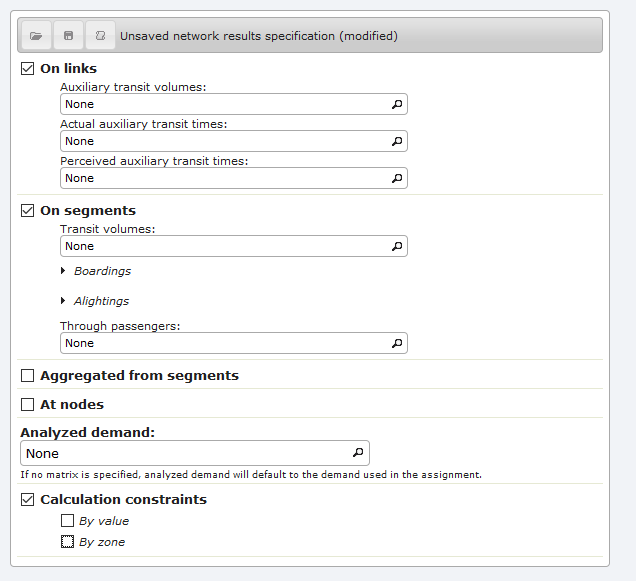 Unsaved network results specification (modified)
On links
Auxiliary transit volumes:
None
Actual auxiliary transit times:
None
Perceived auxiliary transit times:
None
On segments
Transit volumes:
None
Boardings
Alightings
Through passengers:
None
Aggregated from segments
At nodes
Analyzed demand:
None
If no matrix is specified, analyzed demand will default to the demand used in the assignment.
Calculation constraints
By value
By zone